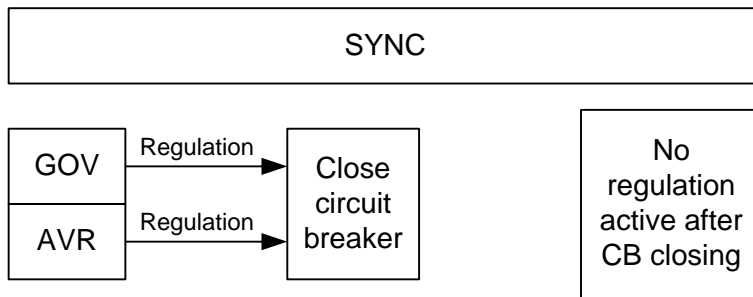 SYNC
GOV
Regulation
AVR
Regulation
Close
circuit
breaker
No
regulation
active after
CB closing